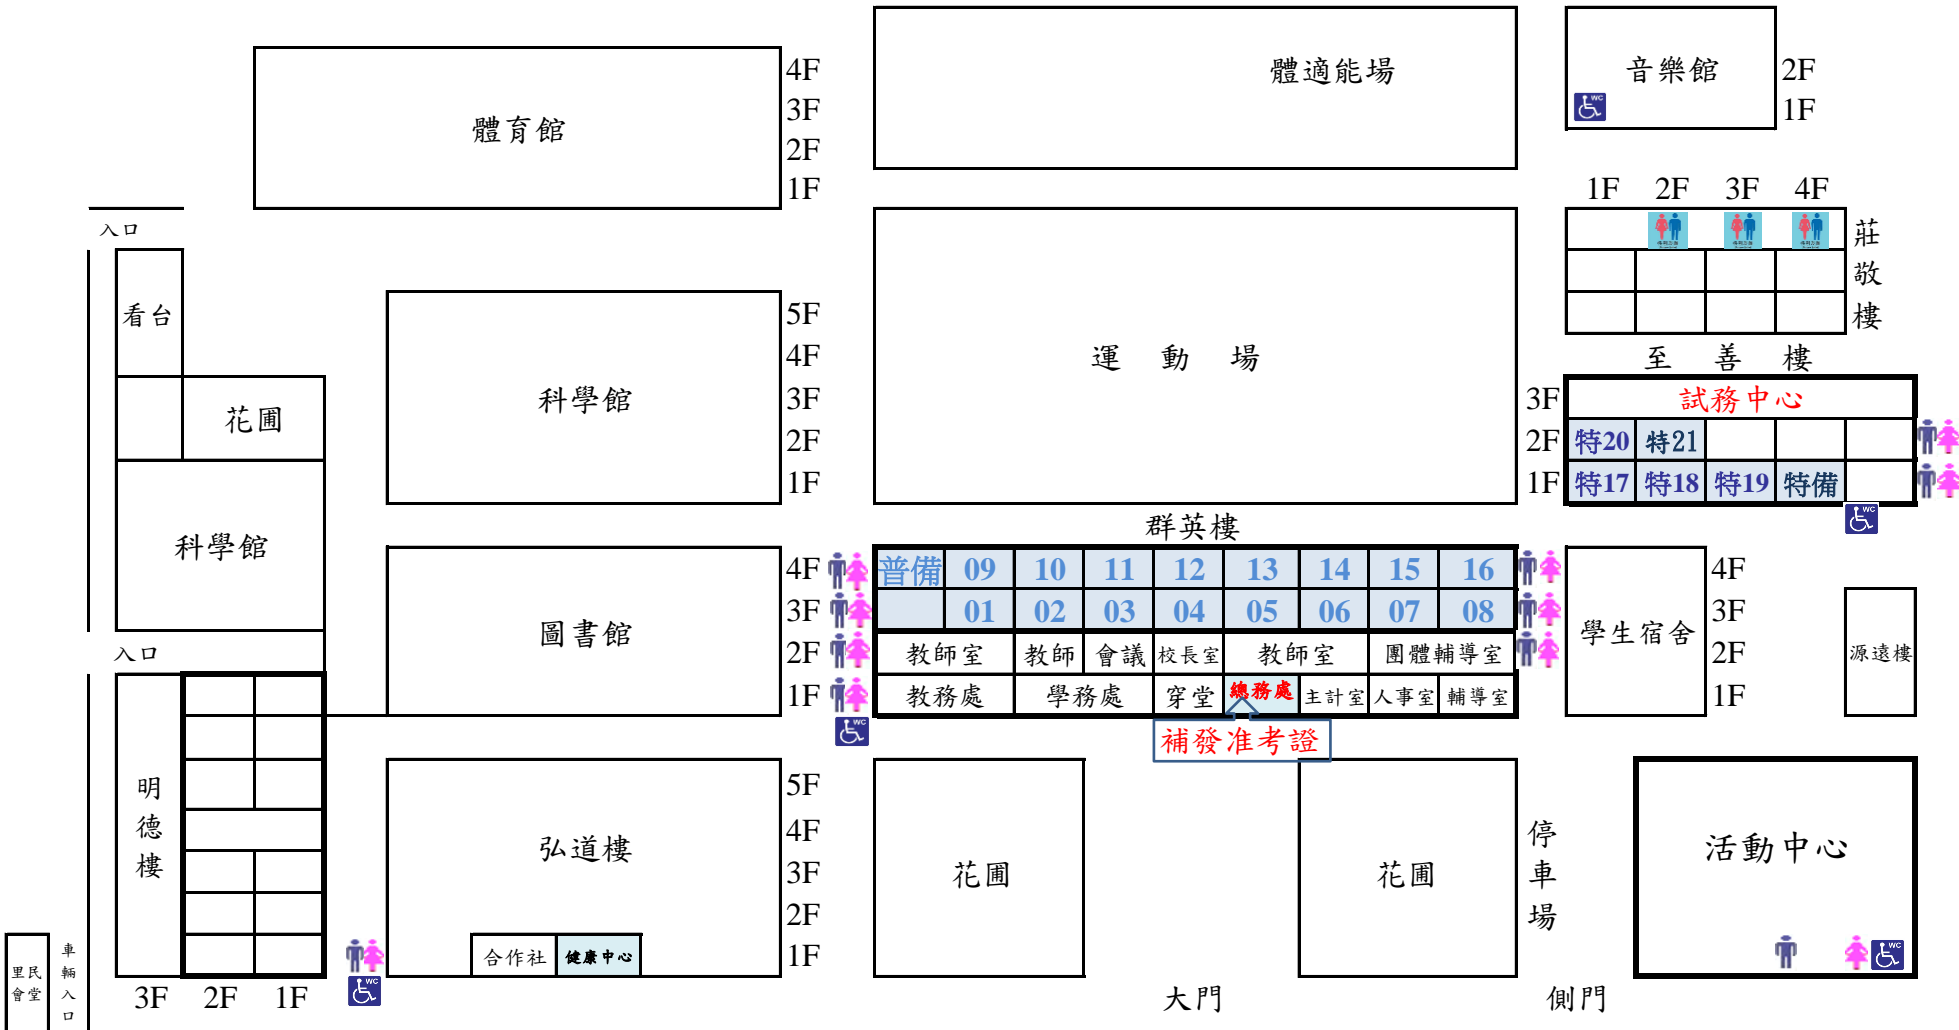 體適能場
音樂館
2F
1F
體育館
4F
3F
2F
1F
入口
看台
花圃
科學館
科學館
5F
4F
3F
2F
1F
運 動 場
1F 2F 3F 4F
莊敬樓
至 善 樓
3F 試務中心
2F 特20 特21
1F 特17 特18 特19 特備
群英樓
圖書館
4F 普備 09 10 11 12 13 14 15 16
3F 01 02 03 04 05 06 07 08
2F 教師室 教師 會議 校長室 教師室 團體輔導室
1F 教務處 學務處 穿堂 總務處 主計室 人事室 輔導室
補發准考證
學生宿舍
4F
3F
2F
1F
源遠樓
入口
明德樓
3F 2F 1F
弘道樓
5F
4F
3F
2F
1F
合作社 健康中心
花圃
花圃
停車場
活動中心
里民
會堂
車輛入口
大門
側門
WC
WC
WC
WC
WC